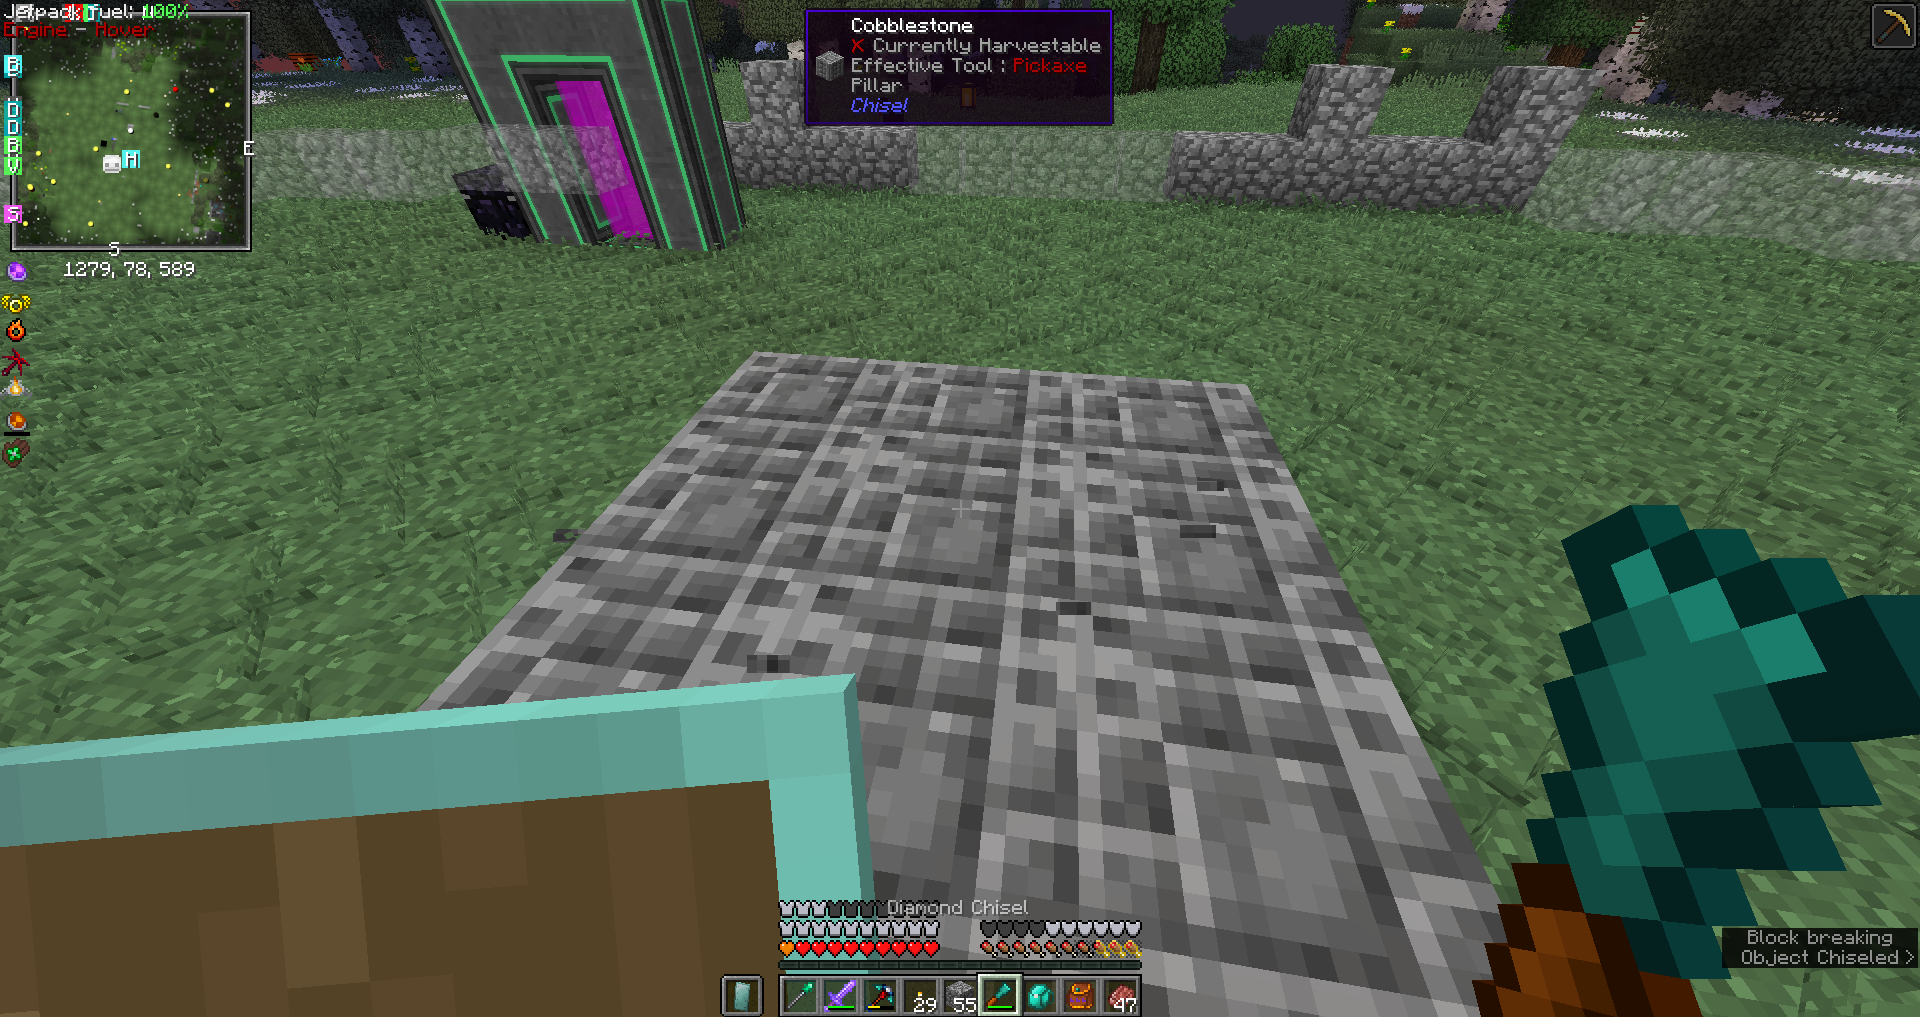 Jetpack Fuel: 100%
Engine: - Hover
B
D
D
B
V
S
H
E
S
1279, 78, 589
Cobblestone
X Currently Harvestable
Effective Tool : Pickaxe
Pillar
Chisel
Diamond Chisel
Block breaking
Object Chiseled >
29
55
47